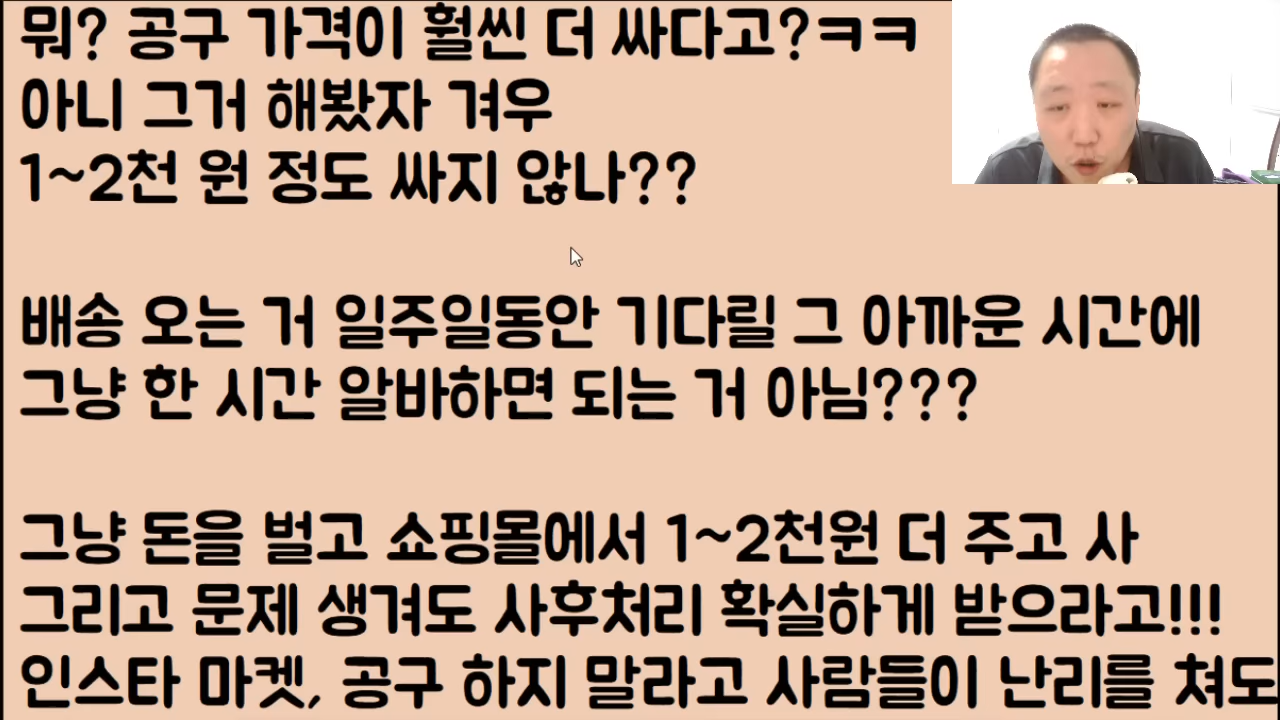 뭐? 공구 가격이 훨씬 더 싸다고?ㅋㅋ
아니 그거 해봤자 겨우
1~2천 원 정도 싸지 않나??
배송 오는 거 일주일동안 기다릴 그 아까운 시간에
그냥 한 시간 알바하면 되는 거 아님???
그냥 돈을 벌고 쇼핑몰에서 1~2천원 더 주고 사
그리고 문제 생겨도 사후처리 확실하게 받으라고!!!
인스타 마켓, 공구 하지 말라고 사람들이 난리를 쳐도